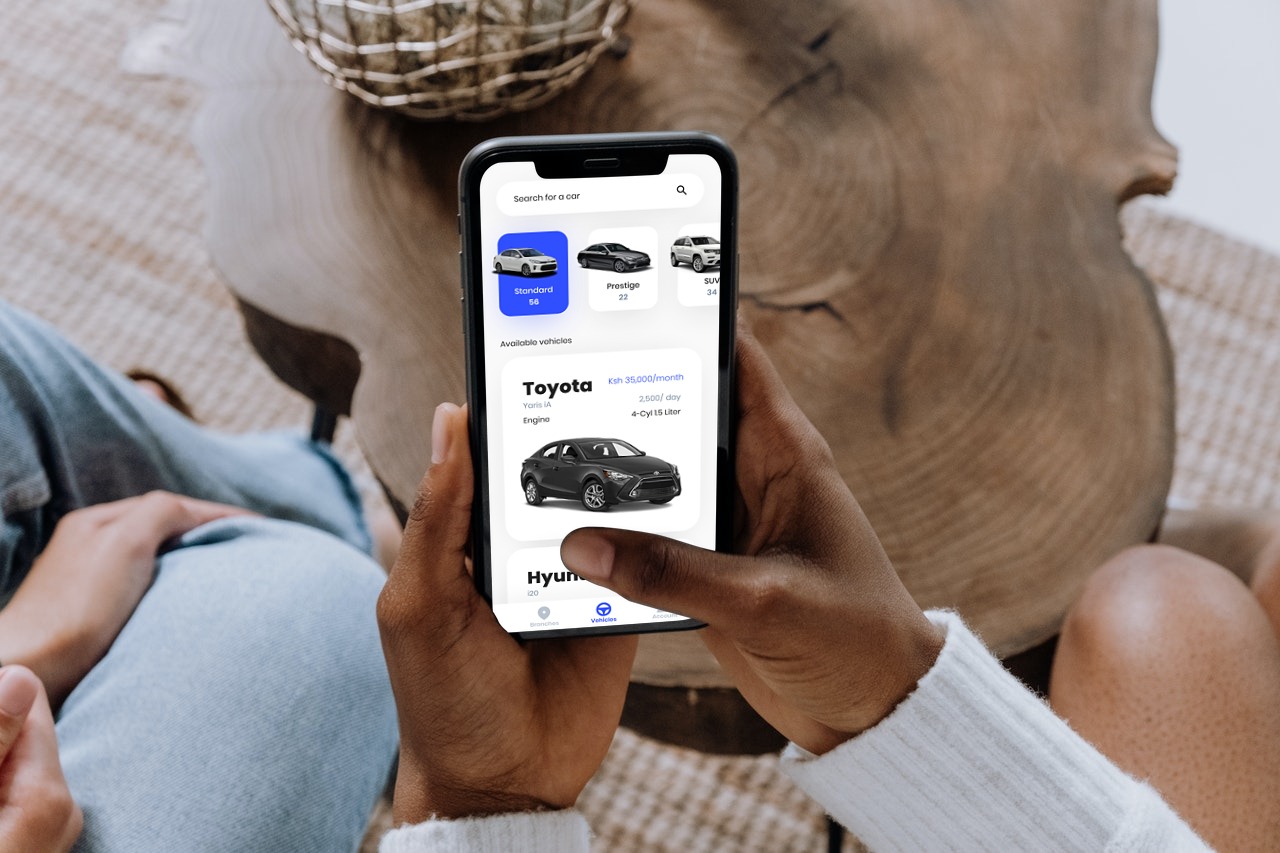 Search for a car
Standard
56
Prestige
22
SUV
34
Available vehicles
Toyota
Ksh 35,000/month
Yaris iA
2,500/ day
Engine
4-Cyl 1.5 Liter
i20
Branches
Vehicles